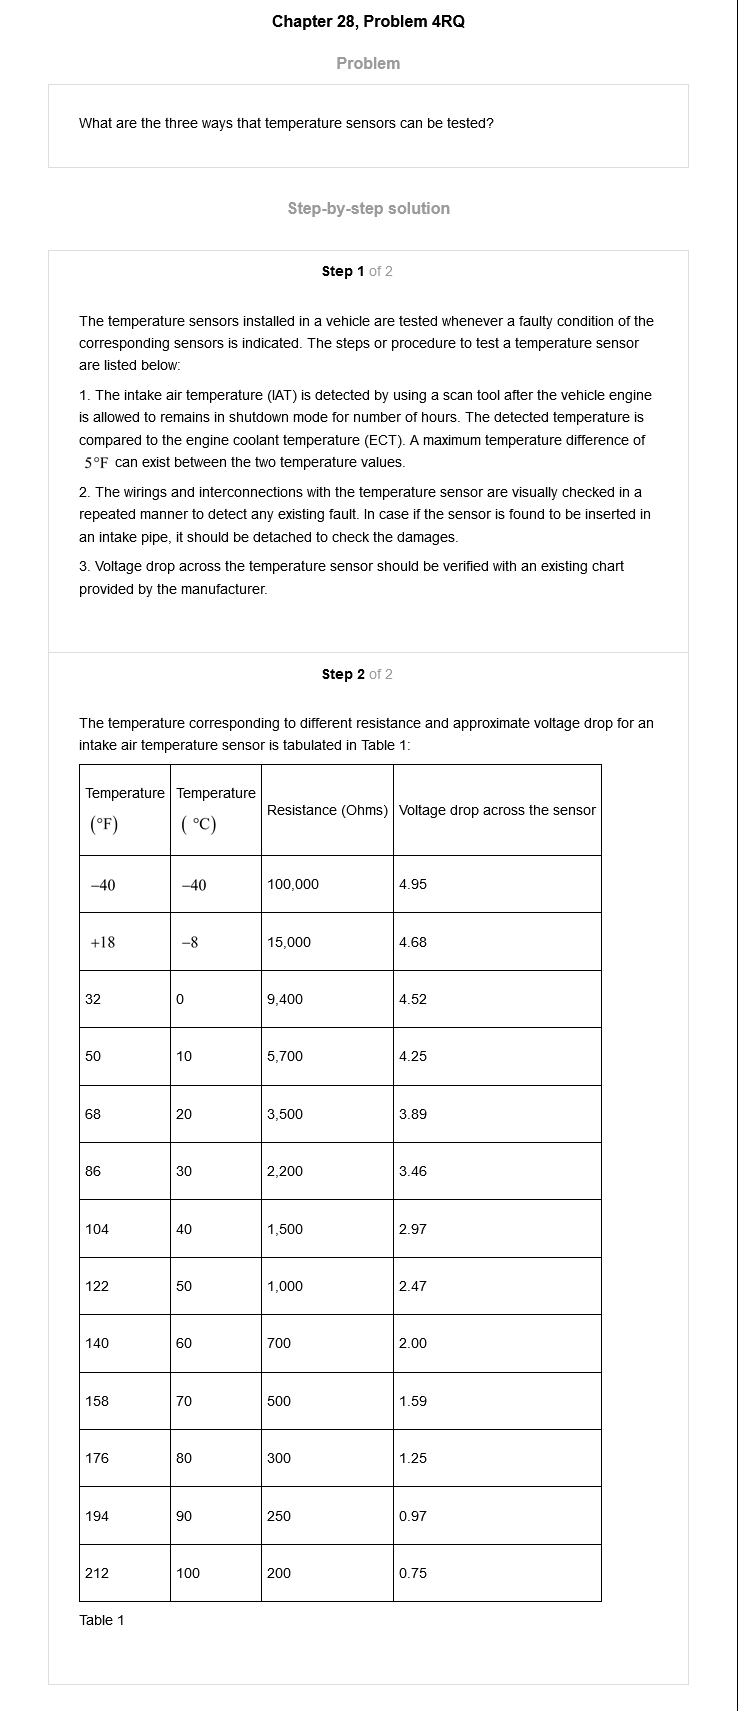 Chapter 28, Problem 4RQ
Problem
What are the three ways that temperature sensors can be tested?
Step-by-step solution
Step 1 of 2
The temperature sensors installed in a vehicle are tested whenever a faulty condition of the
corresponding sensors is indicated. The steps or procedure to test a temperature sensor
are listed below:
1. The intake air temperature (IAT) is detected by using a scan tool after the vehicle engine
is allowed to remains in shutdown mode for number of hours. The detected temperature is
compared to the engine coolant temperature (ECT). A maximum temperature difference of
5°F can exist between the two temperature values.
2. The wirings and interconnections with the temperature sensor are visually checked in a
repeated manner to detect any existing fault. In case if the sensor is found to be inserted in
an intake pipe, it should be detached to check the damages.
3. Voltage drop across the temperature sensor should be verified with an existing chart
provided by the manufacturer.
Step 2 of 2
The temperature corresponding to different resistance and approximate voltage drop for an
intake air temperature sensor is tabulated in Table 1:
Temperature (°F) Temperature ( °C) Resistance (Ohms) Voltage drop across the sensor
−40 −40 100,000 4.95
+18 −8 15,000 4.68
32 0 9,400 4.52
50 10 5,700 4.25
68 20 3,500 3.89
86 30 2,200 3.46
104 40 1,500 2.97
122 50 1,000 2.47
140 60 700 2.00
158 70 500 1.59
176 80 300 1.25
194 90 250 0.97
212 100 200 0.75
Table 1